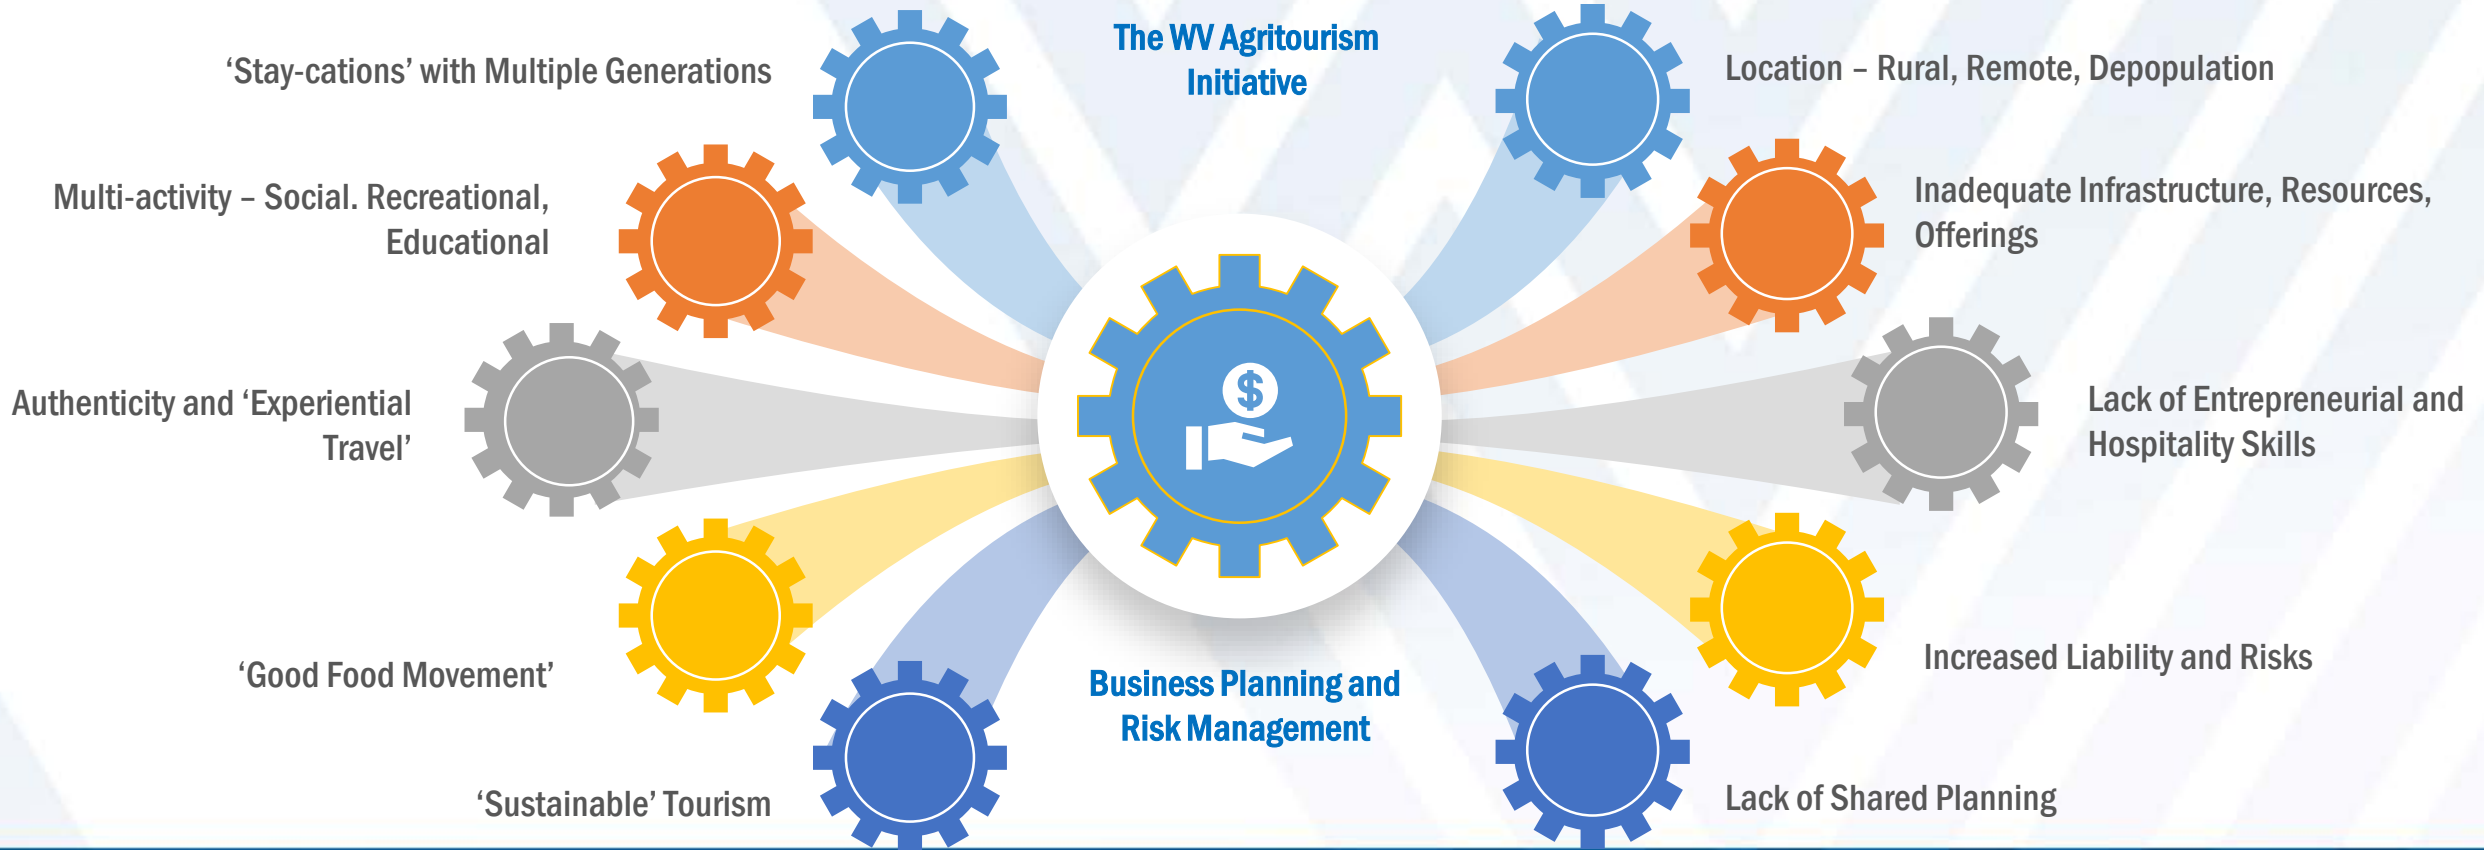 The WV Agritourism
Initiative
‘Stay-cations’ with Multiple Generations
Multi-activity – Social. Recreational,
Educational
Authenticity and ‘Experiential
Travel’
‘Good Food Movement’
‘Sustainable’ Tourism
$
Location – Rural, Remote, Depopulation
Inadequate Infrastructure, Resources,
Offerings
Lack of Entrepreneurial and
Hospitality Skills
Increased Liability and Risks
Lack of Shared Planning
Business Planning and
Risk Management